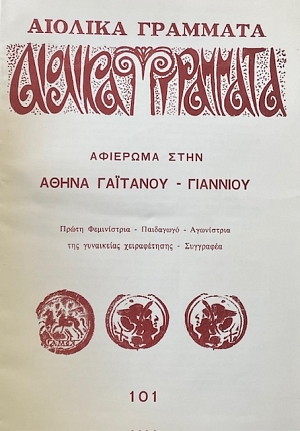 ΑΙΟΛΙΚΑ ΓΡΑΜΜΑΤΑ
ΑΙΟΛΙΚΑ ΓΡΑΜΜΑΤΑ
ΑΦΙΕΡΩΜΑ ΣΤΗΝ
ΑΘΗΝΑ ΓΑΪΤΑΝΟΥ - ΓΙΑΝΝΙΟΥ
Πρώτη Φεμινίστρια - Παιδαγωγό - Αγωνίστρια
της γυναικείας χειραφέτησης - Συγγραφέα
101